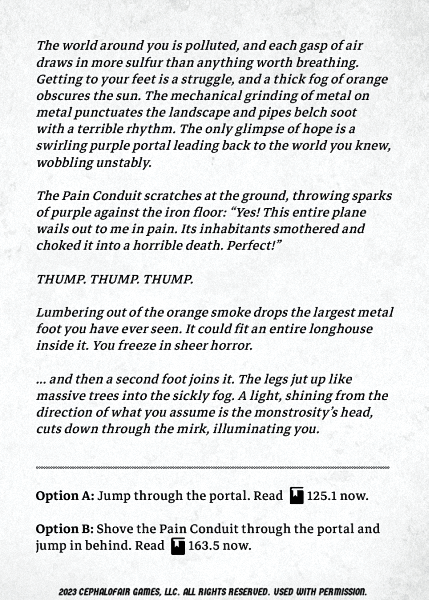 The world around you is polluted, and each gasp of air
draws in more sulfur than anything worth breathing.
Getting to your feet is a struggle, and a thick fog of orange
obscures the sun. The mechanical grinding of metal on
metal punctuates the landscape and pipes belch soot
with a terrible rhythm. The only glimpse of hope is a
swirling purple portal leading back to the world you knew,
wobbling unstably.
The Pain Conduit scratches at the ground, throwing sparks
of purple against the iron floor: “Yes! This entire plane
wails out to me in pain. Its inhabitants smothered and
choked it into a horrible death. Perfect!”
THUMP. THUMP. THUMP.
Lumbering out of the orange smoke drops the largest metal
foot you have ever seen. It could fit an entire longhouse
inside it. You freeze in sheer horror.
... and then a second foot joins it. The legs jut up like
massive trees into the sickly fog. A light, shining from the
direction of what you assume is the monstrosity’s head,
cuts down through the mirk, illuminating you.
Option A: Jump through the portal. Read 125.1 now.
Option B: Shove the Pain Conduit through the portal and
jump in behind. Read 163.5 now.
2023 CEPHALOFAIR GAMES, LLC. ALL RIGHTS RESERVED. USED WITH PERMISSION.